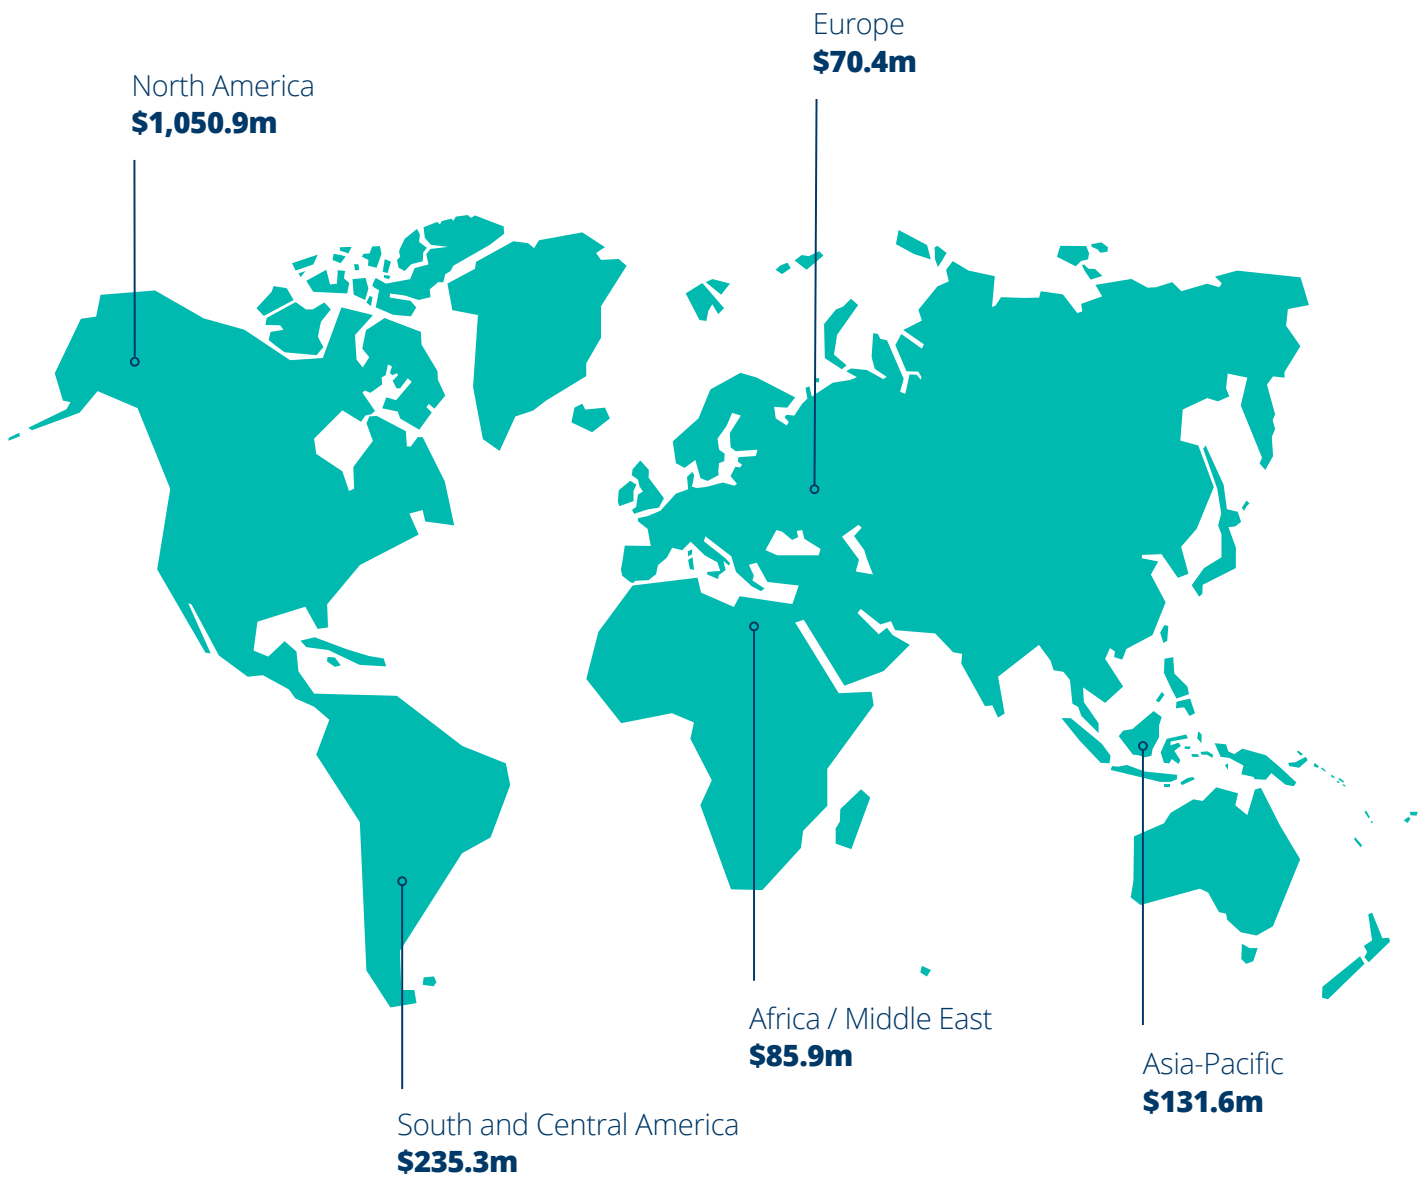 Europe
$70.4m
North America
$1,050.9m
Africa / Middle East
$85.9m
Asia-Pacific
$131.6m
South and Central America
$235.3m